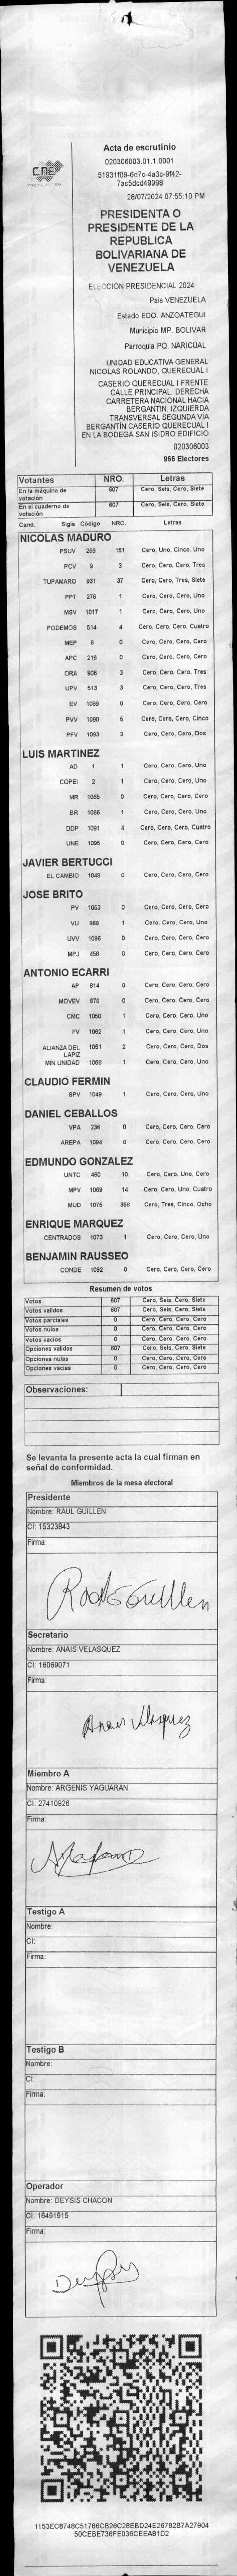 CNE
Acta de escrutinio
020306003.01.1.0001
51931f09-6d7c-4a3c-9f42-
7ac5dcd49998
28/07/2024 07:55:10 PM
PRESIDENTA O
PRESIDENTE DE LA
REPUBLICA
BOLIVARIANA DE
VENEZUELA
ELECCIÓN PRESIDENCIAL 2024
País VENEZUELA
Estado EDO. ANZOATEGUI
Municipio MP. BOLIVAR
Parroquia PQ. NARICUAL
UNIDAD EDUCATIVA GENERAL
NICOLAS ROLANDO, QUERECUAL I
CASERIO QUERECUAL I FRENTE
CALLE PRINCIPAL. DERECHA
CARRETERA NACIONAL HACIA
BERGANTIN. IZQUIERDA
TRANSVERSAL SEGUNDA VIA
BERGANTÍN CASERIO QUERECUAL I
EN LA BODEGA SAN ISIDRO EDIFICIO
020306003
966 Electores
Votantes NRO. Letras
En la máquina de votación 607 Cero, Seis, Cero, Siete
En el cuaderno de votación 607 Cero, Seis, Cero, Siete
Cand. Sigla Código NRO. Letras
NICOLAS MADURO
PSUV 269 151 Cero, Uno, Cinco, Uno
PCV 9 3 Cero, Cero, Cero, Tres
TUPAMARO 931 37 Cero, Cero, Tres, Siete
PPT 276 1 Cero, Cero, Cero, Uno
MSV 1017 1 Cero, Cero, Cero, Uno
PODEMOS 514 4 Cero, Cero, Cero, Cuatro
MEP 6 0 Cero, Cero, Cero, Cero
APC 219 0 Cero, Cero, Cero, Cero
ORA 906 3 Cero, Cero, Cero, Tres
UPV 513 3 Cero, Cero, Cero, Tres
EV 1089 0 Cero, Cero, Cero, Cero
PVV 1090 5 Cero, Cero, Cero, Cinco
PFV 1093 2 Cero, Cero, Cero, Dos
LUIS MARTINEZ
AD 1 1 Cero, Cero, Cero, Uno
COPEI 2 1 Cero, Cero, Cero, Uno
MR 1065 0 Cero, Cero, Cero, Cero
BR 1066 1 Cero, Cero, Cero, Uno
DDP 1091 4 Cero, Cero, Cero, Cuatro
UNE 1095 0 Cero, Cero, Cero, Cero
JAVIER BERTUCCI
EL CAMBIO 1048 0 Cero, Cero, Cero, Cero
JOSE BRITO
PV 1053 0 Cero, Cero, Cero, Cero
VU 968 1 Cero, Cero, Cero, Uno
UVV 1096 0 Cero, Cero, Cero, Cero
MPJ 458 0 Cero, Cero, Cero, Cero
ANTONIO ECARRI
AP 814 0 Cero, Cero, Cero, Cero
MOVEV 878 0 Cero, Cero, Cero, Cero
CMC 1050 1 Cero, Cero, Cero, Uno
FV 1062 1 Cero, Cero, Cero, Uno
ALIANZA DEL LAPIZ 1051 2 Cero, Cero, Cero, Dos
MIN UNIDAD 1068 1 Cero, Cero, Cero, Uno
CLAUDIO FERMIN
SPV 1049 1 Cero, Cero, Cero, Uno
DANIEL CEBALLOS
VPA 236 0 Cero, Cero, Cero, Cero
AREPA 1094 0 Cero, Cero, Cero, Cero
EDMUNDO GONZALEZ
UNTC 460 10 Cero, Cero, Uno, Cero
MPV 1069 14 Cero, Cero, Uno, Cuatro
MUD 1075 358 Cero, Tres, Cinco, Ocho
ENRIQUE MARQUEZ
CENTRADOS 1073 1 Cero, Cero, Cero, Uno
BENJAMIN RAUSSEO
CONDE 1092 0 Cero, Cero, Cero, Cero
Resumen de votos
Votos 607 Cero, Seis, Cero, Siete
Votos validos 607 Cero, Seis, Cero, Siete
Votos parciales 0 Cero, Cero, Cero, Cero
Votos nulos 0 Cero, Cero, Cero, Cero
Votos vacios 0 Cero, Cero, Cero, Cero
Opciones validas 607 Cero, Seis, Cero, Siete
Opciones nulas 0 Cero, Cero, Cero, Cero
Opciones vacias 0 Cero, Cero, Cero, Cero
Observaciones:
Se levanta la presente acta la cual firman en
señal de conformidad.
Miembros de la mesa electoral
Presidente
Nombre: RAUL GUILLEN
CI: 15323843
Firma:
Secretario
Nombre: ANAIS VELASQUEZ
CI: 16069071
Firma:
Anais Velasquez
Miembro A
Nombre: ARGENIS YAGUARAN
CI: 27410926
Firma:
Testigo A
Nombre:
CI:
Firma:
Testigo B
Nombre:
CI:
Firma:
Operador
Nombre: DEYSIS CHACON
CI: 16491915
Firma:
1153EC8748C51786CB26C28EBD24E26782B7A27904
50CEBE736FE036CEEA81D2